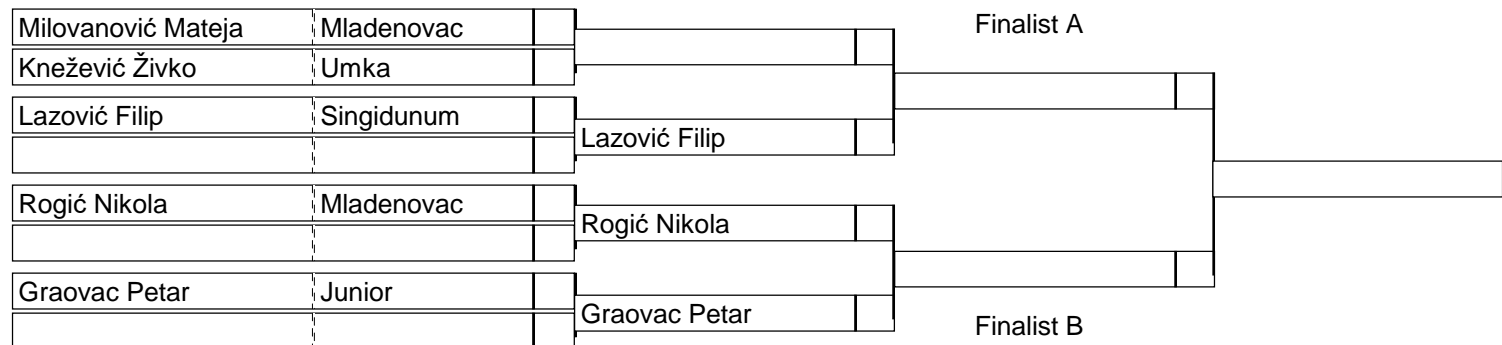 Milovanović Mateja Mladenovac
Knežević Živko Umka
Lazović Filip Singidunum
Rogić Nikola Mladenovac
Graovac Petar Junior
Lazović Filip
Rogić Nikola
Graovac Petar
Finalist A
Finalist B